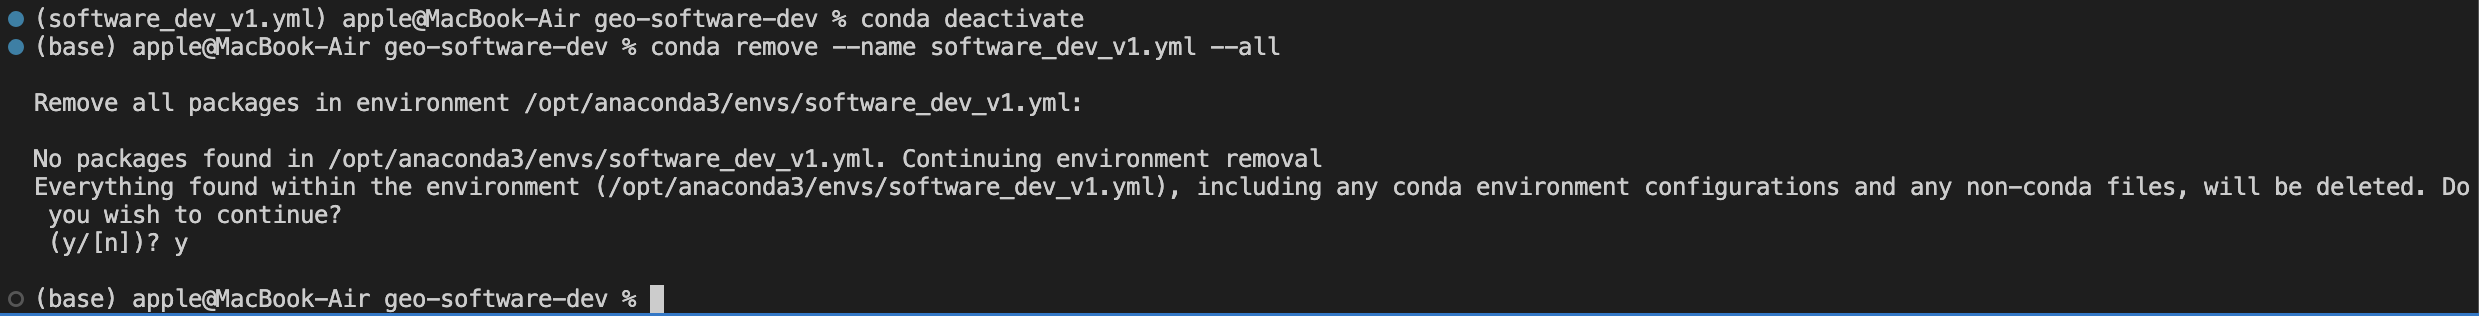 (software_dev_v1.yml) apple@MacBook-Air geo-software-dev % conda deactivate
(base) apple@MacBook-Air geo-software-dev % conda remove --name software_dev_v1.yml --all
Remove all packages in environment /opt/anaconda3/envs/software_dev_v1.yml:
No packages found in /opt/anaconda3/envs/software_dev_v1.yml. Continuing environment removal
Everything found within the environment (/opt/anaconda3/envs/software_dev_v1.yml), including any conda environment configurations and any non-conda files, will be deleted. Do
you wish to continue?
(y/[n])? y
(base) apple@MacBook-Air geo-software-dev %